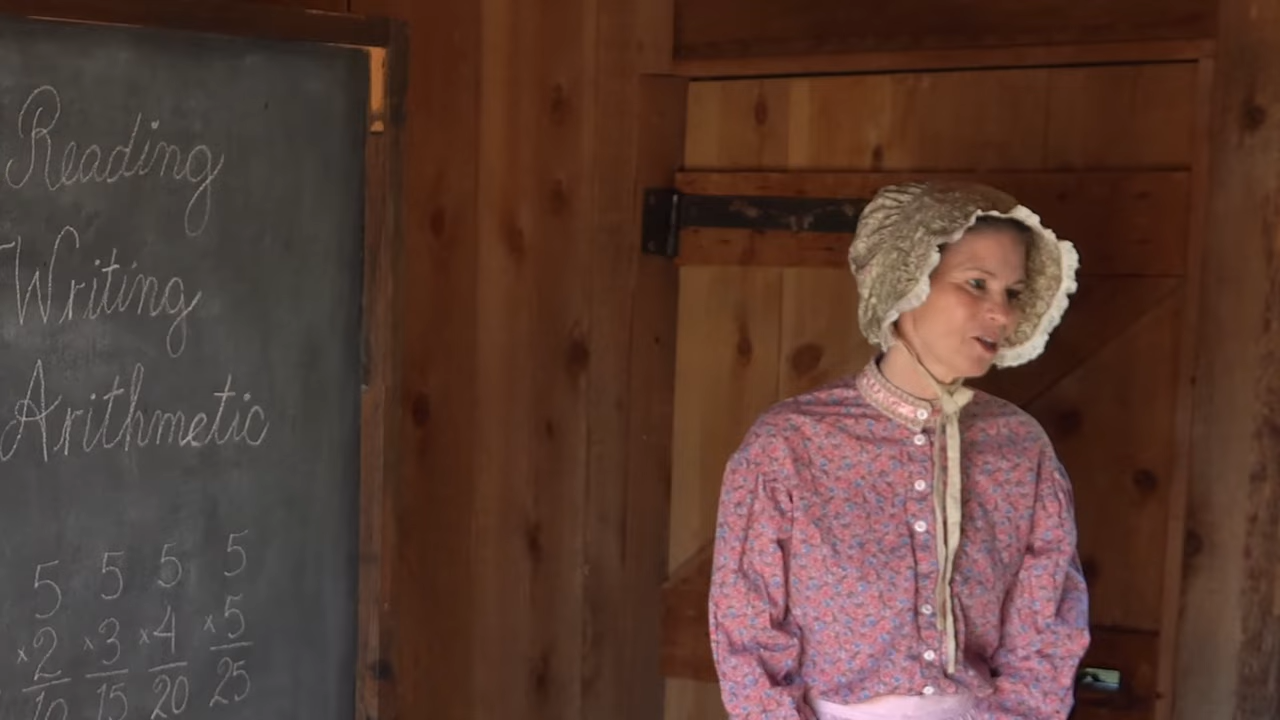 Reading
Writing
Arithmetic
5 5 5 5
×2 ×3 ×4 ×5
10 15 20 25